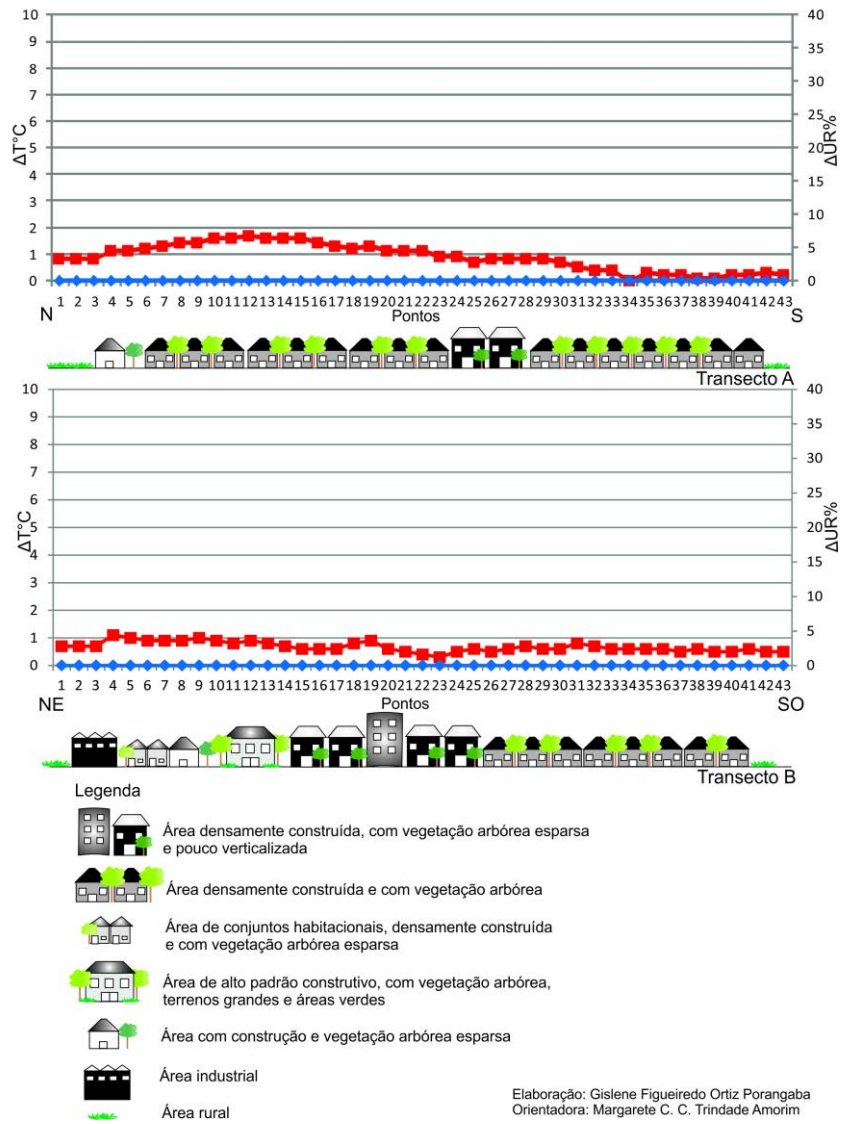 10 40
9 35
8
7 30
6 25
5 20
4 15
3
2 10
1 5
0 0
ΔT°C
ΔUR%
1 2 3 4 5 6 7 8 9 10 11 12 13 14 15 16 17 18 19 20 21 22 23 24 25 26 27 28 29 30 31 32 33 34 35 36 37 38 39 40 41 42 43
N Pontos S
Transecto A
10 40
9 35
8
7 30
6 25
5 20
4 15
3
2 10
1 5
0 0
ΔT°C
ΔUR%
1 2 3 4 5 6 7 8 9 10 11 12 13 14 15 16 17 18 19 20 21 22 23 24 25 26 27 28 29 30 31 32 33 34 35 36 37 38 39 40 41 42 43
NE Pontos SO
Transecto B
Legenda
Área densamente construída, com vegetação arbórea esparsa
e pouco verticalizada
Área densamente construída e com vegetação arbórea
Área de conjuntos habitacionais, densamente construída
e com vegetação arbórea esparsa
Área de alto padrão construtivo, com vegetação arbórea,
terrenos grandes e áreas verdes
Área com construção e vegetação arbórea esparsa
Área industrial
Área rural
Elaboração: Gislene Figueiredo Ortiz Porangaba
Orientadora: Margarete C. C. Trindade Amorim